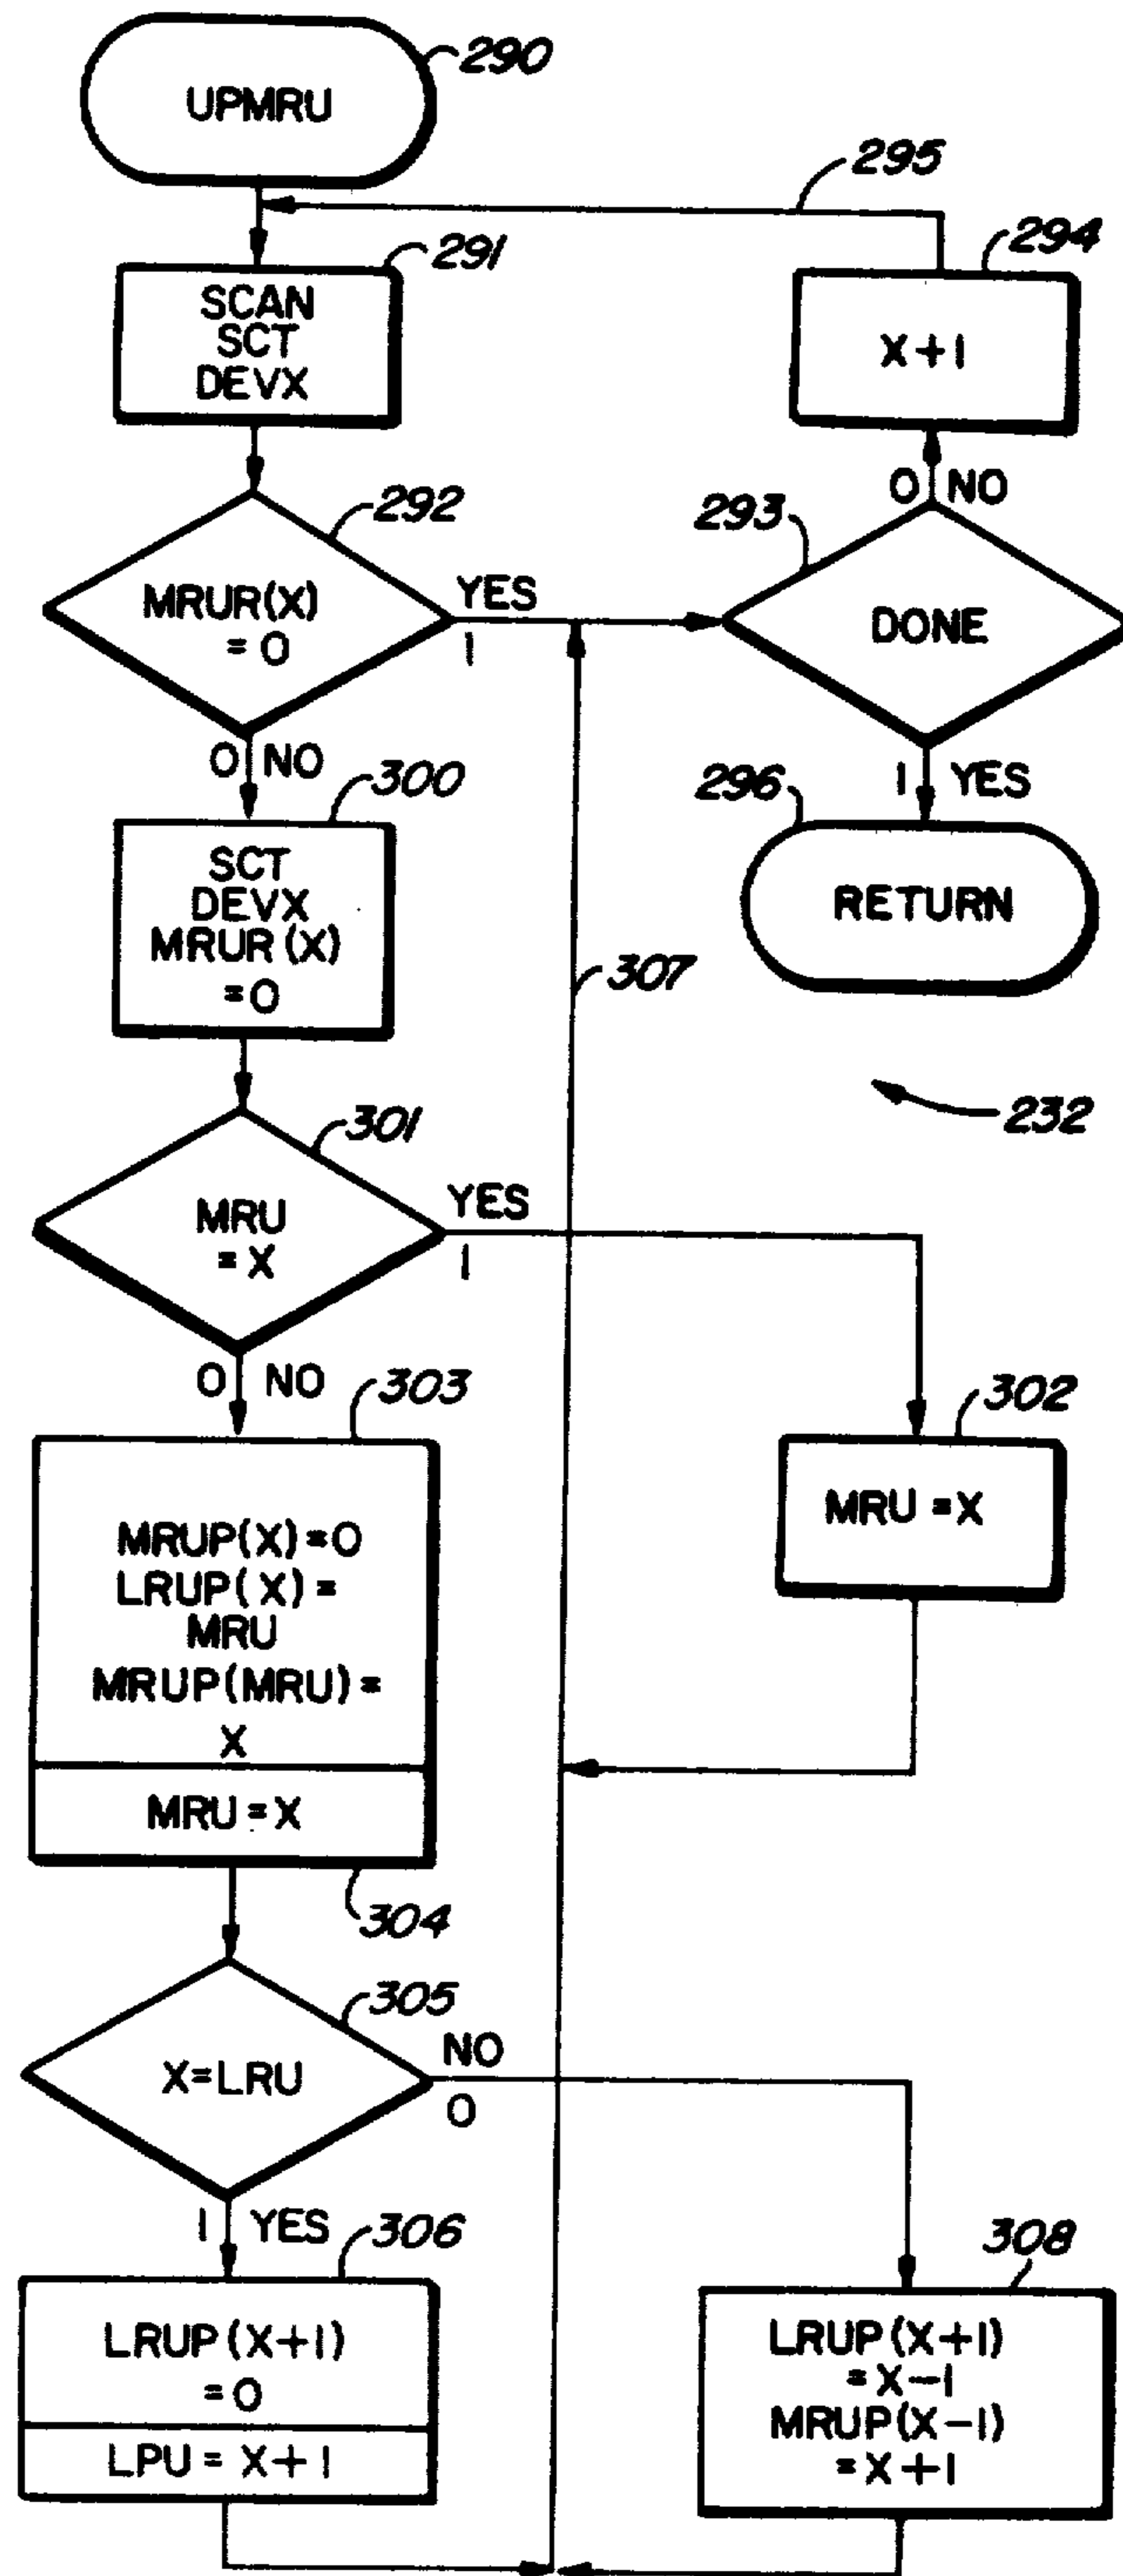 290
UPMRU
295
291
294
SCAN
SCT
DEVX
X+1
292
0 NO
293
MRUR(X)
= 0
YES
1
DONE
0 NO
300
1 YES
296
SCT
DEVX
MRUR (X)
=0
RETURN
307
232
301
MRU
= X
YES
1
0 NO
303
302
MRUP(X)=0
LRUP(X)=
MRU
MRUP(MRU)=
X
MRU =X
MRU = X
304
305
X=LRU
NO
0
1 YES
306
308
LRUP(X+1)
=0
LPU = X+1
LRUP(X+1)
=X-1
MRUP(X-1)
=X+1